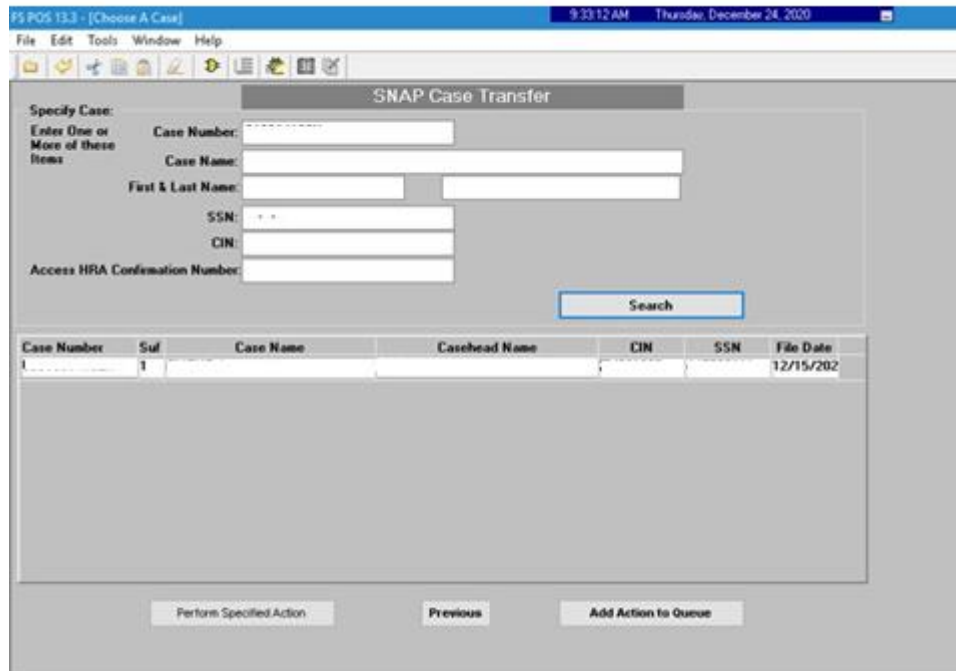 FS POS 13.3 - [Choose A Case] 9:33:12 AM Thursday, December 24, 2020
File Edit Tools Window Help
SNAP Case Transfer
Specify Case:
Enter One or
More of these
Items
Case Number:
Case Name:
First & Last Name:
SSN:
CIN:
Access HRA Confirmation Number:
Search
Case Number Suf Case Name Casehead Name CIN SSN File Date
1 12/15/202
Perform Specified Action Previous Add Action to Queue